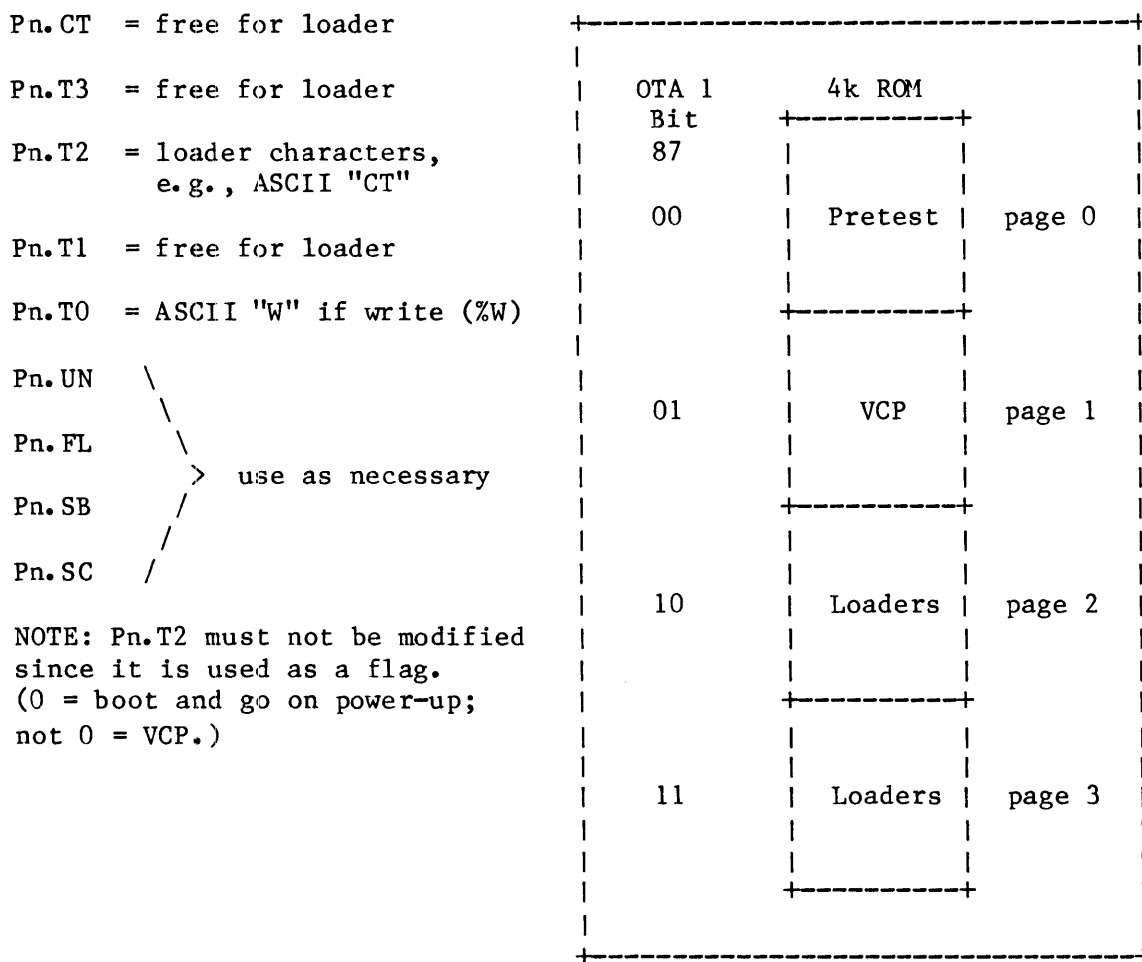 Pn.CT = free for loader
Pn.T3 = free for loader
Pn.T2 = loader characters,
e.g., ASCII "CT"
Pn.T1 = free for loader
Pn.T0 = ASCII "W" if write (%W)
Pn.UN
Pn.FL
> use as necessary
Pn.SB
Pn.SC
NOTE: Pn.T2 must not be modified
since it is used as a flag.
(0 = boot and go on power-up;
not 0 = VCP.)
OTA 1 4k ROM
Bit
87
00 Pretest page 0
01 VCP page 1
10 Loaders page 2
11 Loaders page 3